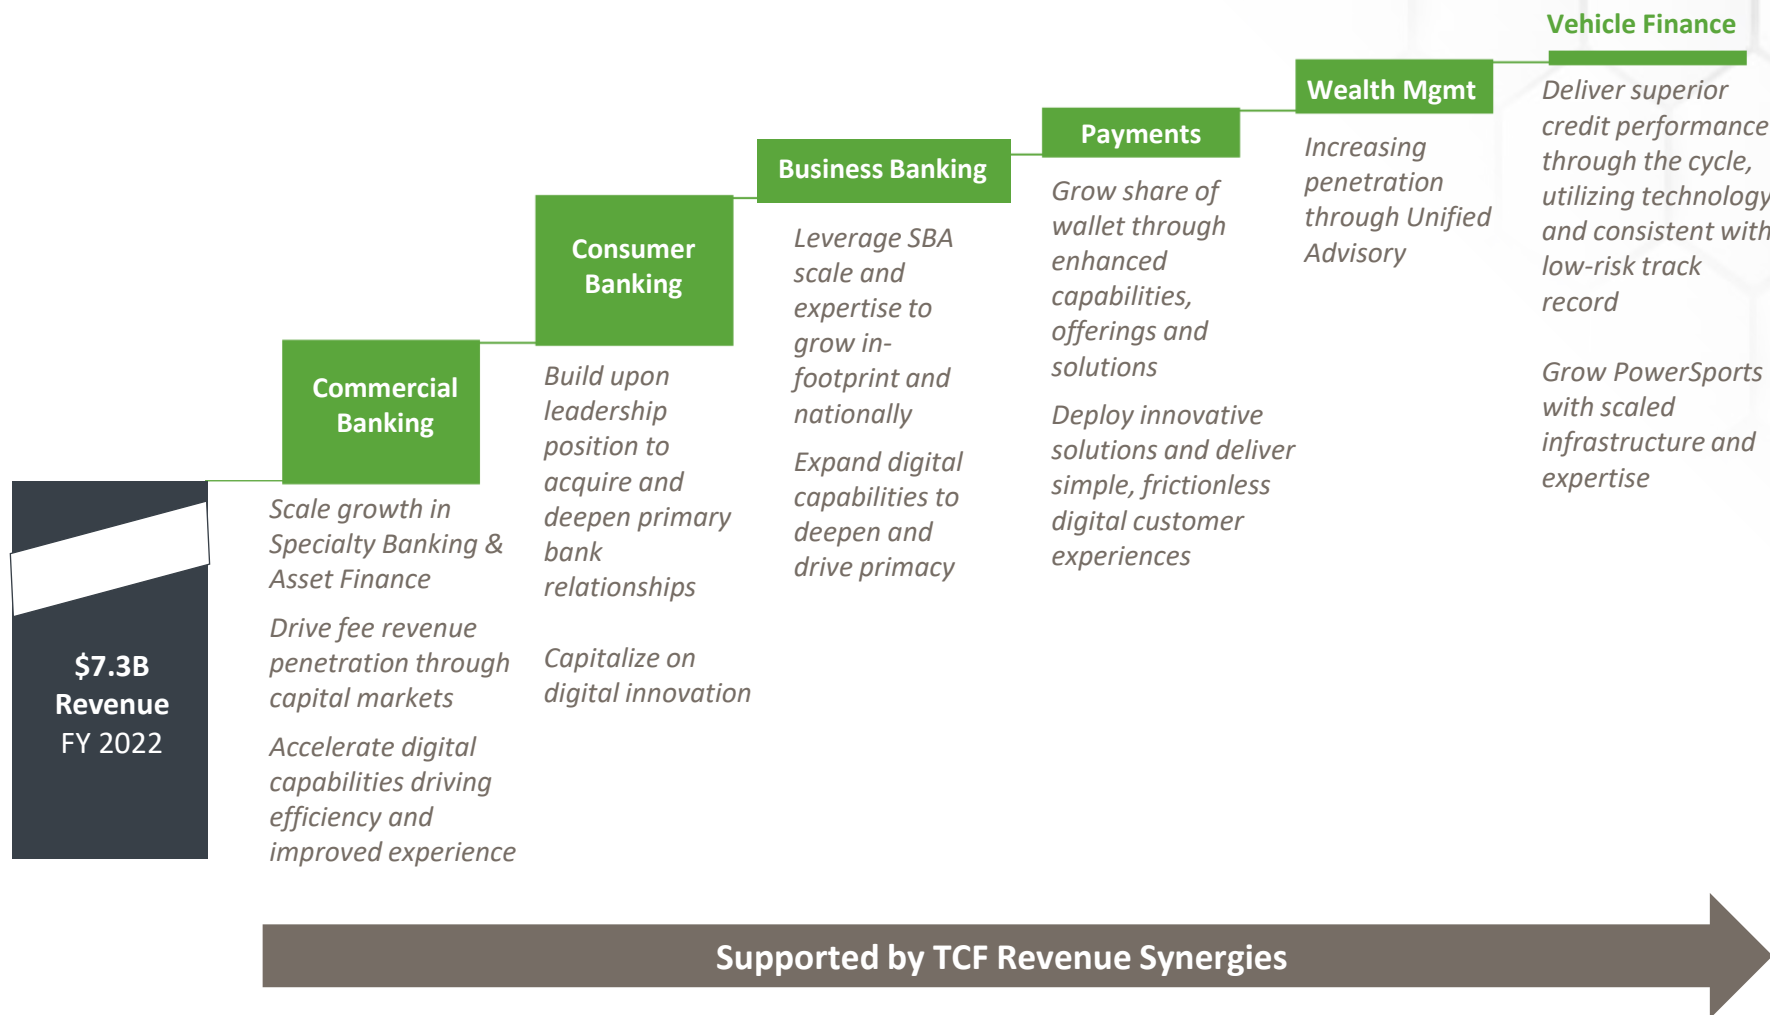 $7.3B
Revenue
FY 2022
Commercial
Banking
Scale growth in
Specialty Banking &
Asset Finance
Drive fee revenue
penetration through
capital markets
Accelerate digital
capabilities driving
efficiency and
improved experience
Consumer
Banking
Build upon
leadership
position to
acquire and
deepen primary
bank
relationships
Capitalize on
digital innovation
Business Banking
Leverage SBA
scale and
expertise to
grow in-
footprint and
nationally
Expand digital
capabilities to
deepen and
drive primacy
Payments
Grow share of
wallet through
enhanced
capabilities,
offerings and
solutions
Deploy innovative
solutions and deliver
simple, frictionless
digital customer
experiences
Wealth Mgmt
Increasing
penetration
through Unified
Advisory
Vehicle Finance
Deliver superior
credit performance
through the cycle,
utilizing technology
and consistent with
low-risk track
record
Grow PowerSports
with scaled
infrastructure and
expertise
Supported by TCF Revenue Synergies